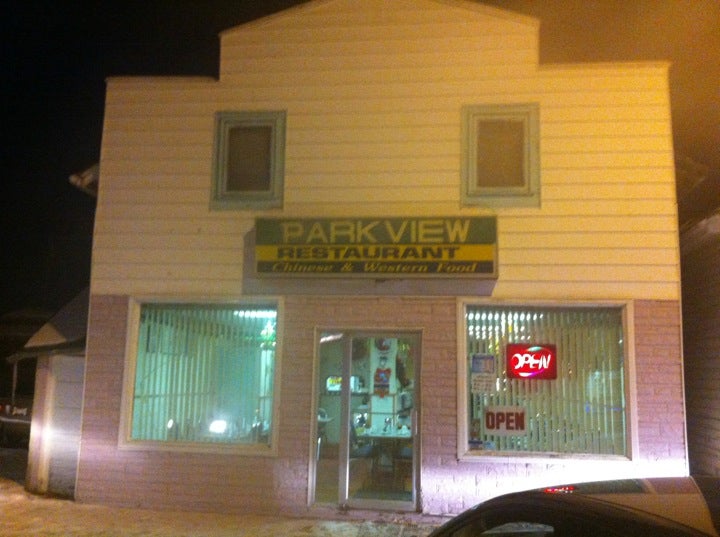 PARKVIEW
RESTAURANT
Chinese & Western Food
OPEN
OPEN